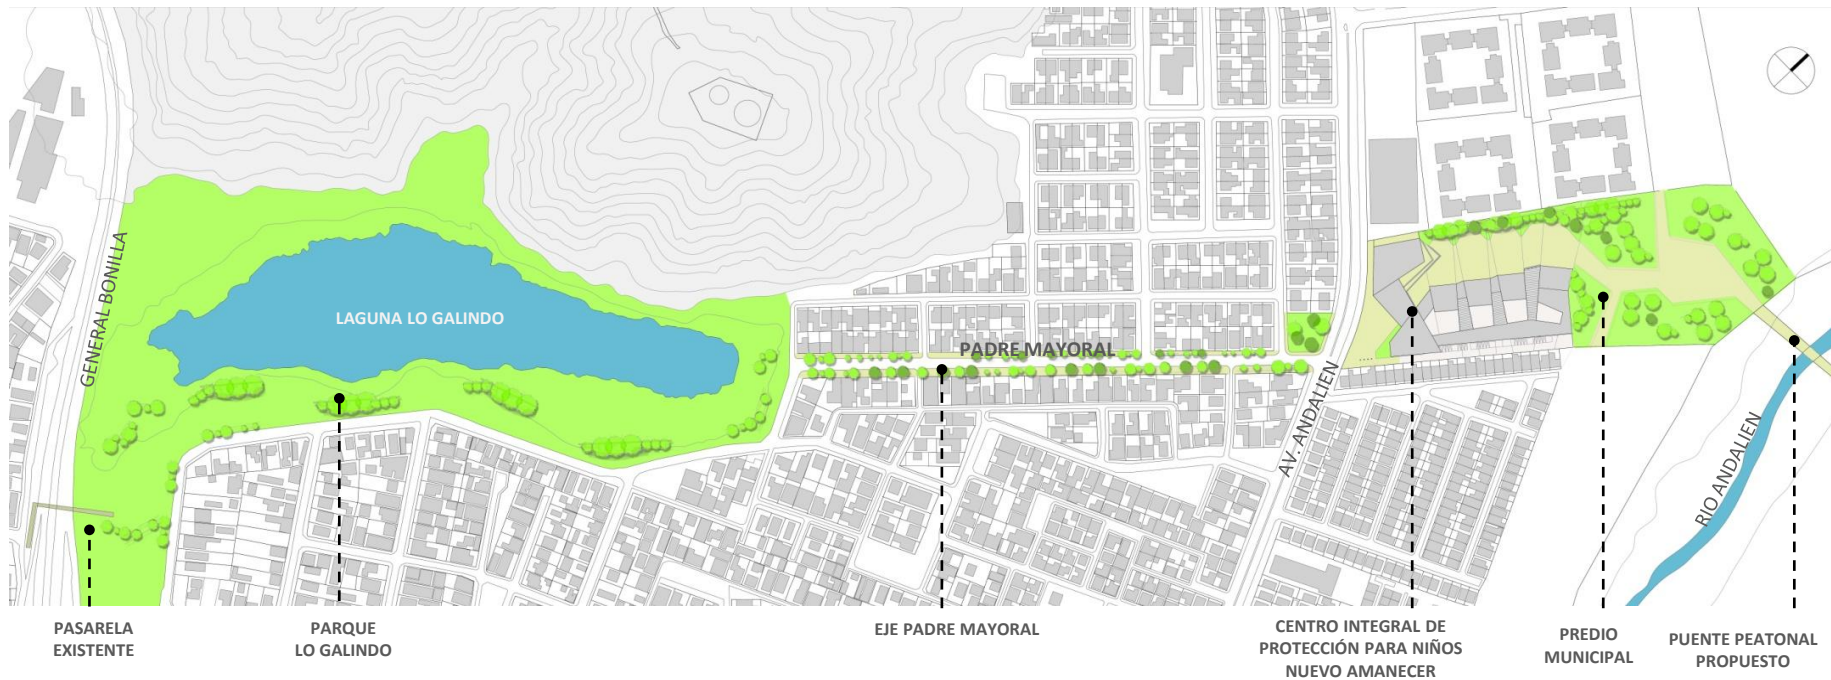 GENERAL BONILLA
LAGUNA LO GALINDO
PADRE MAYORAL
AV. ANDALIEN
RIO ANDALIEN
PASARELA
EXISTENTE
PARQUE
LO GALINDO
EJE PADRE MAYORAL
CENTRO INTEGRAL DE
PROTECCIÓN PARA NIÑOS
NUEVO AMANECER
PREDIO
MUNICIPAL
PUENTE PEATONAL
PROPUESTO